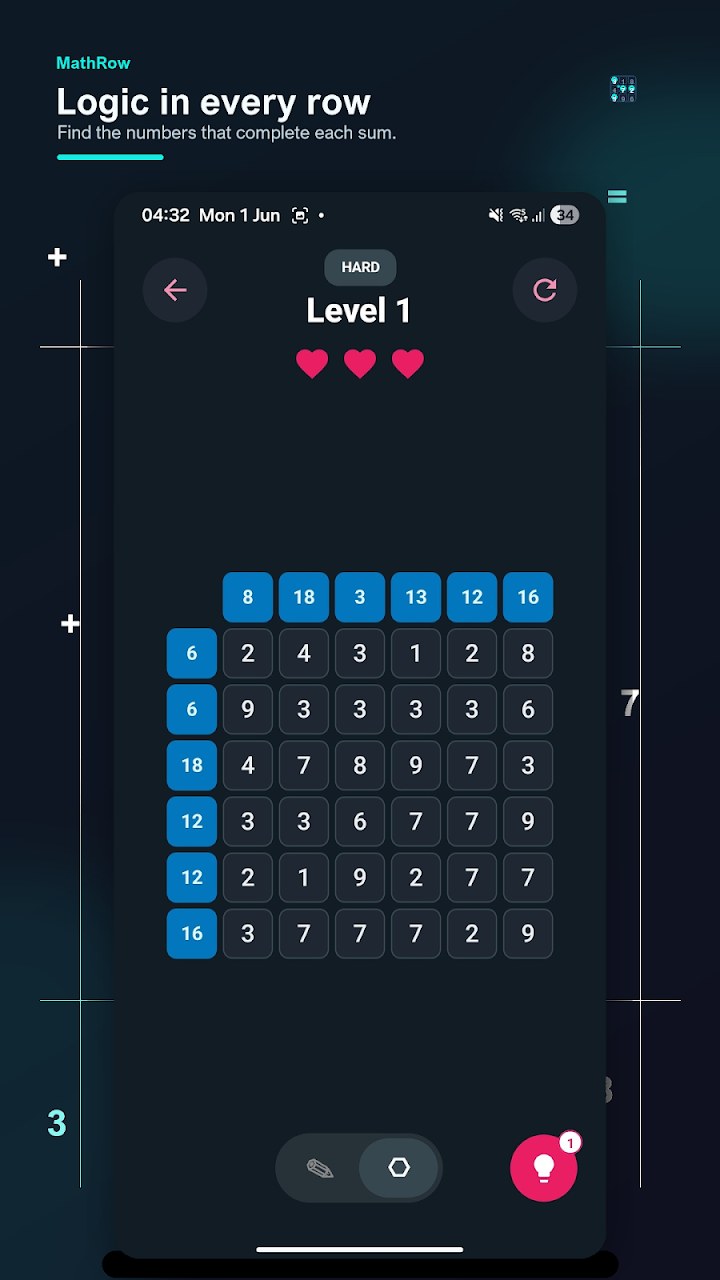 MathRow
Logic in every row
Find the numbers that complete each sum.
=
04:32 Mon 1 Jun 34
+
HARD
Level 1
8 18 3 13 12 16
+
6 2 4 3 1 2 8
6 9 3 3 3 3 6
7
18 4 7 8 9 7 3
12 3 3 6 7 7 9
12 2 1 9 2 7 7
16 3 7 7 7 2 9
3
1